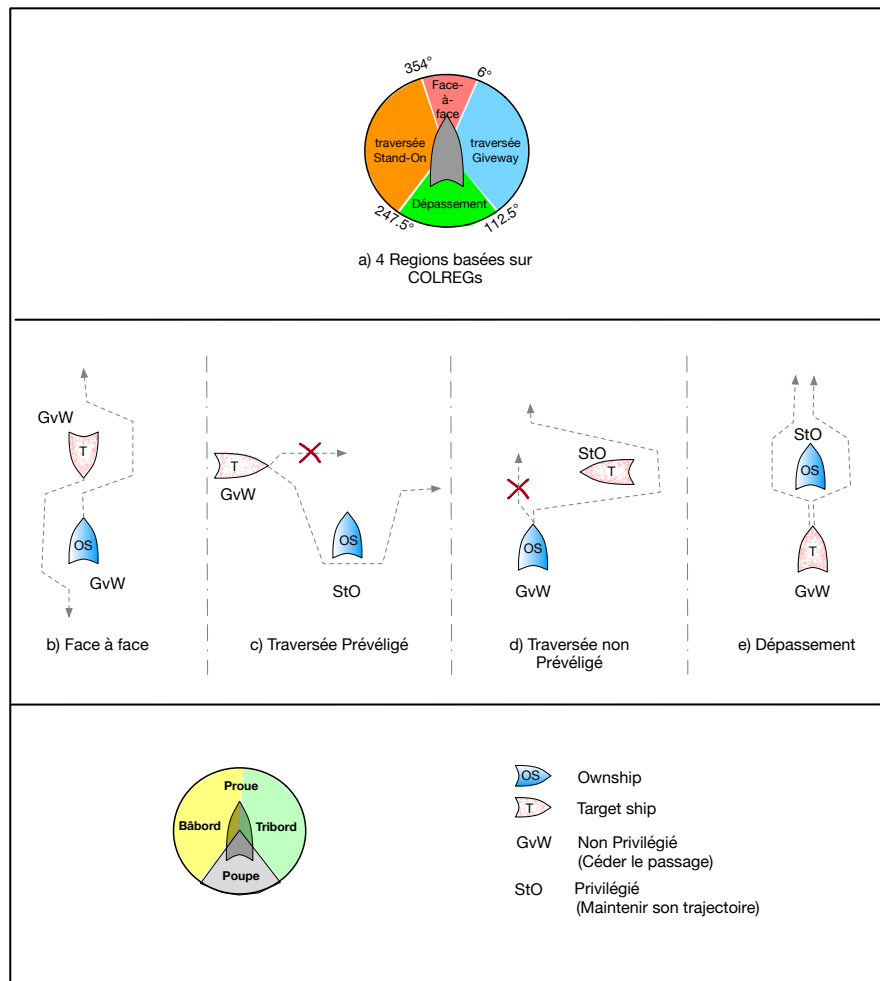 354°
6°
Face-
à-
face
traversée
Stand-On
traversée
Giveway
Dépassement
247.5°
112.5°
a) 4 Regions basées sur
COLREGs
GvW
T
OS
GvW
b) Face à face
T
GvW
OS
StO
c) Traversée Prévéligé
StO
T
OS
GvW
d) Traversée non
Prévéligé
StO
OS
T
GvW
e) Dépassement
Proue
Bâbord
Tribord
Poupe
OS Ownship
T Target ship
GvW Non Privilégié
(Céder le passage)
StO Privilégié
(Maintenir son trajectoire)